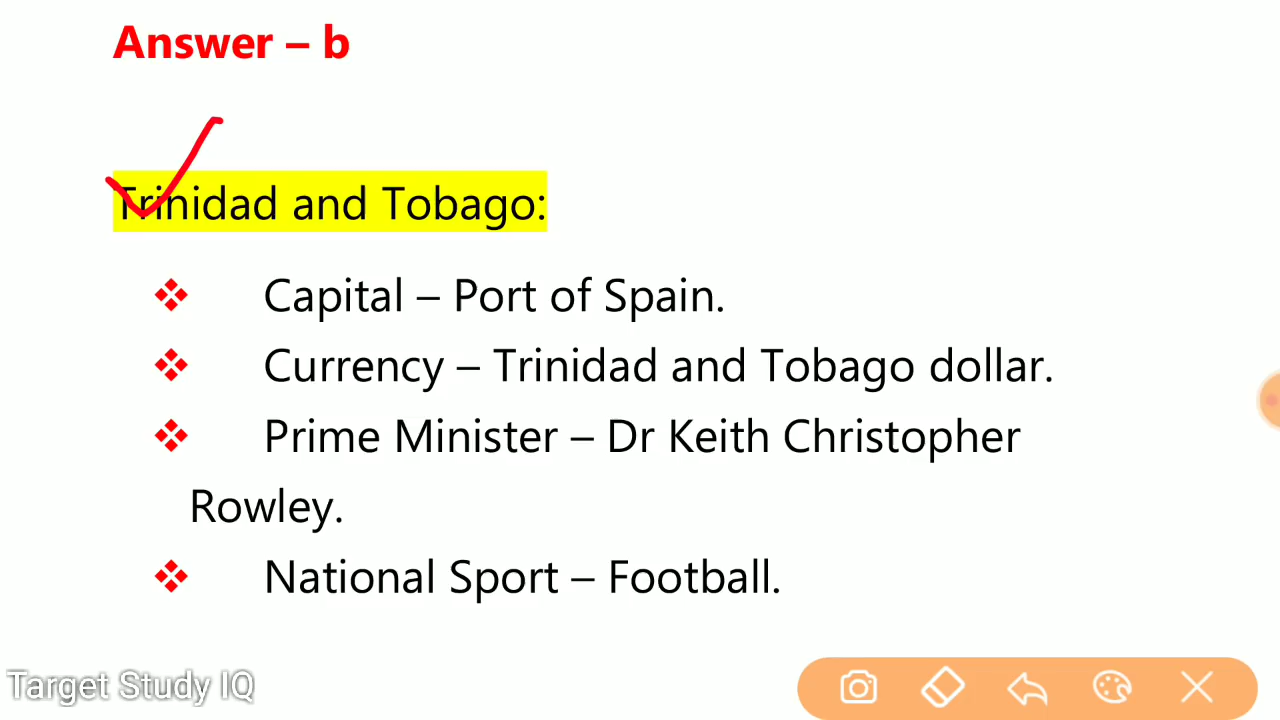 Answer – b
Trinidad and Tobago:
❖ Capital – Port of Spain.
❖ Currency – Trinidad and Tobago dollar.
❖ Prime Minister – Dr Keith Christopher
Rowley.
❖ National Sport – Football.
Target Study IQ